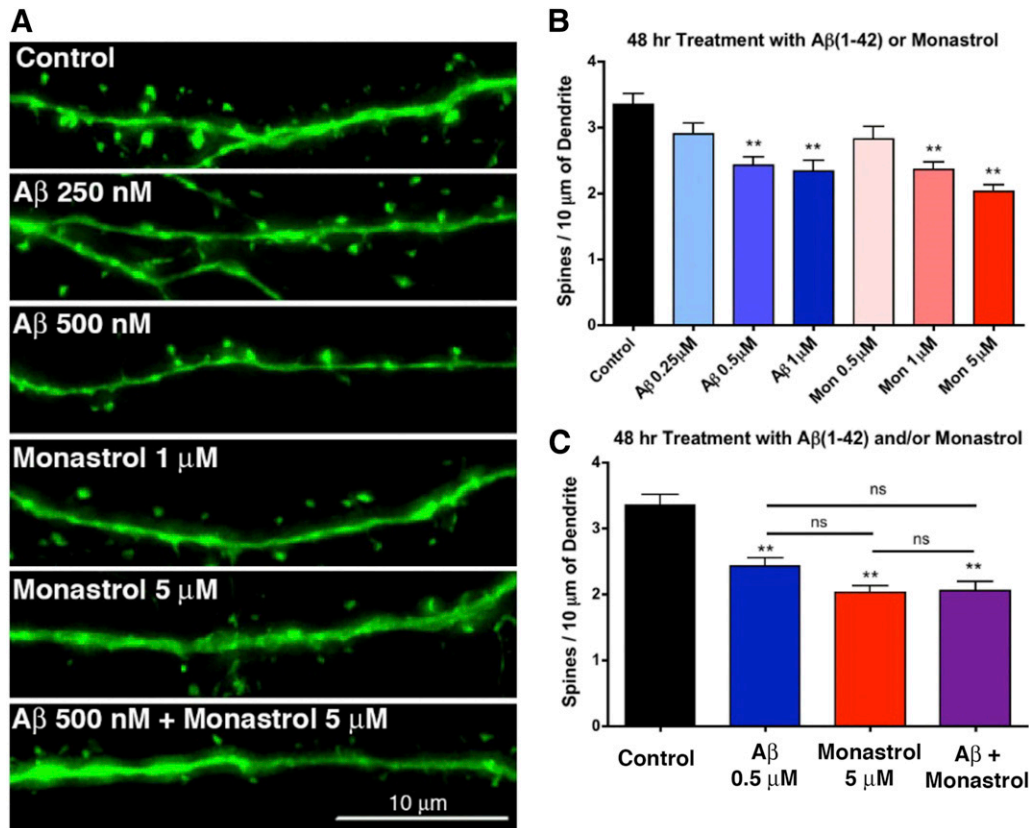 A
Control
Aβ 250 nM
Aβ 500 nM
Monastrol 1 μM
Monastrol 5 μM
Aβ 500 nM + Monastrol 5 μM
10 μm
B
48 hr Treatment with Aβ(1-42) or Monastrol
Spines / 10 μm of Dendrite
4
3
2
1
0
** ** ** **
Control
Aβ 0.25μM
Aβ 0.5μM
Aβ 1μM
Mon 0.5μM
Mon 1μM
Mon 5μM
C
48 hr Treatment with Aβ(1-42) and/or Monastrol
Spines / 10 μm of Dendrite
4
3
2
1
0
ns
ns
ns
** ** **
Control
Aβ
0.5 μM
Monastrol
5 μM
Aβ +
Monastrol